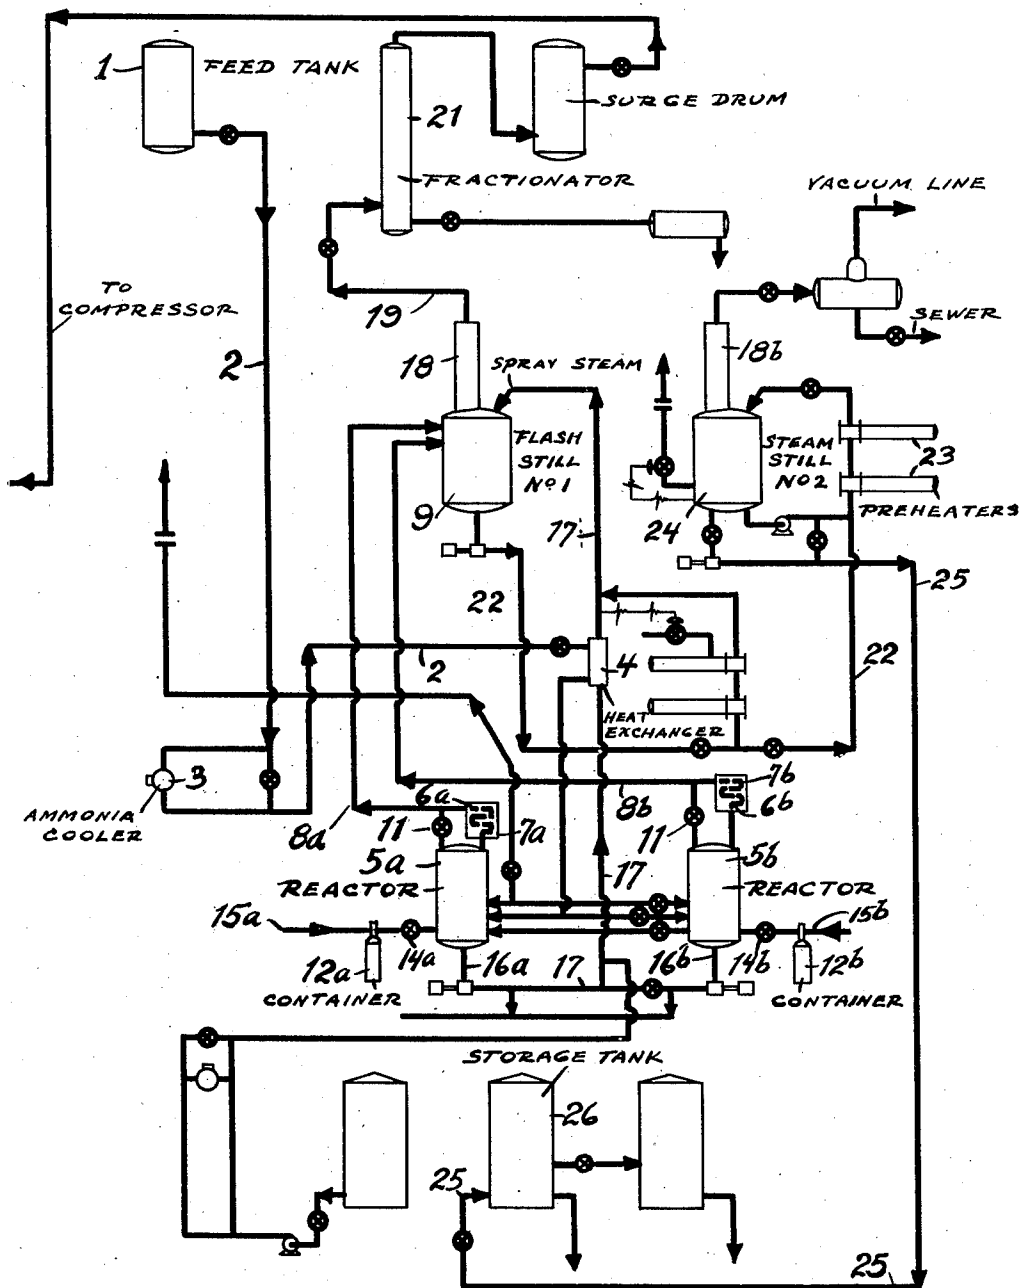 1
FEED TANK
21
SURGE DRUM
FRACTIONATOR
VACUUM LINE
TO
COMPRESSOR
19
SEWER
2
18
SPRAY STEAM
18b
FLASH
STILL
No 1
STEAM
STILL
No 2
23
9
17
24
PREHEATERS
22
25
2
4
22
HEAT
EXCHANGER
3
AMMONIA
COOLER
8a
6a
7a
11
8b
7b
6b
11
5a
REACTOR
17
5b
REACTOR
15a
15b
14a
16a
16b
14b
12a
CONTAINER
17
12b
CONTAINER
STORAGE TANK
26
25
25